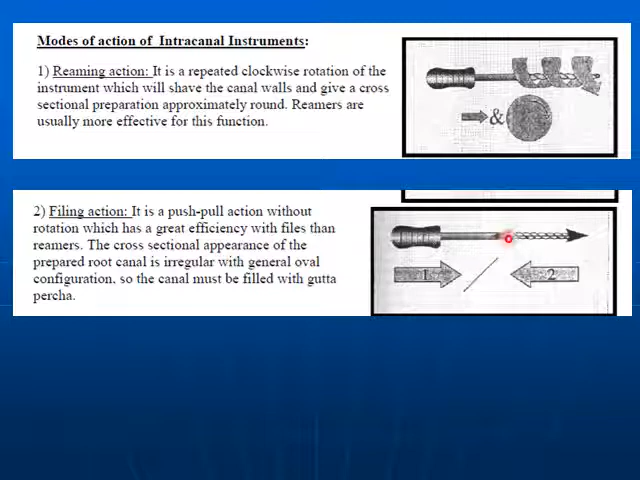 Modes of action of Intracanal Instruments:
1) Reaming action: It is a repeated clockwise rotation of the
instrument which will shave the canal walls and give a cross
sectional preparation approximately round. Reamers are
usually more effective for this function.
&
2) Filing action: It is a push-pull action without
rotation which has a great efficiency with files than
reamers. The cross sectional appearance of the
prepared root canal is irregular with general oval
configuration, so the canal must be filled with gutta
percha.
1 / 2